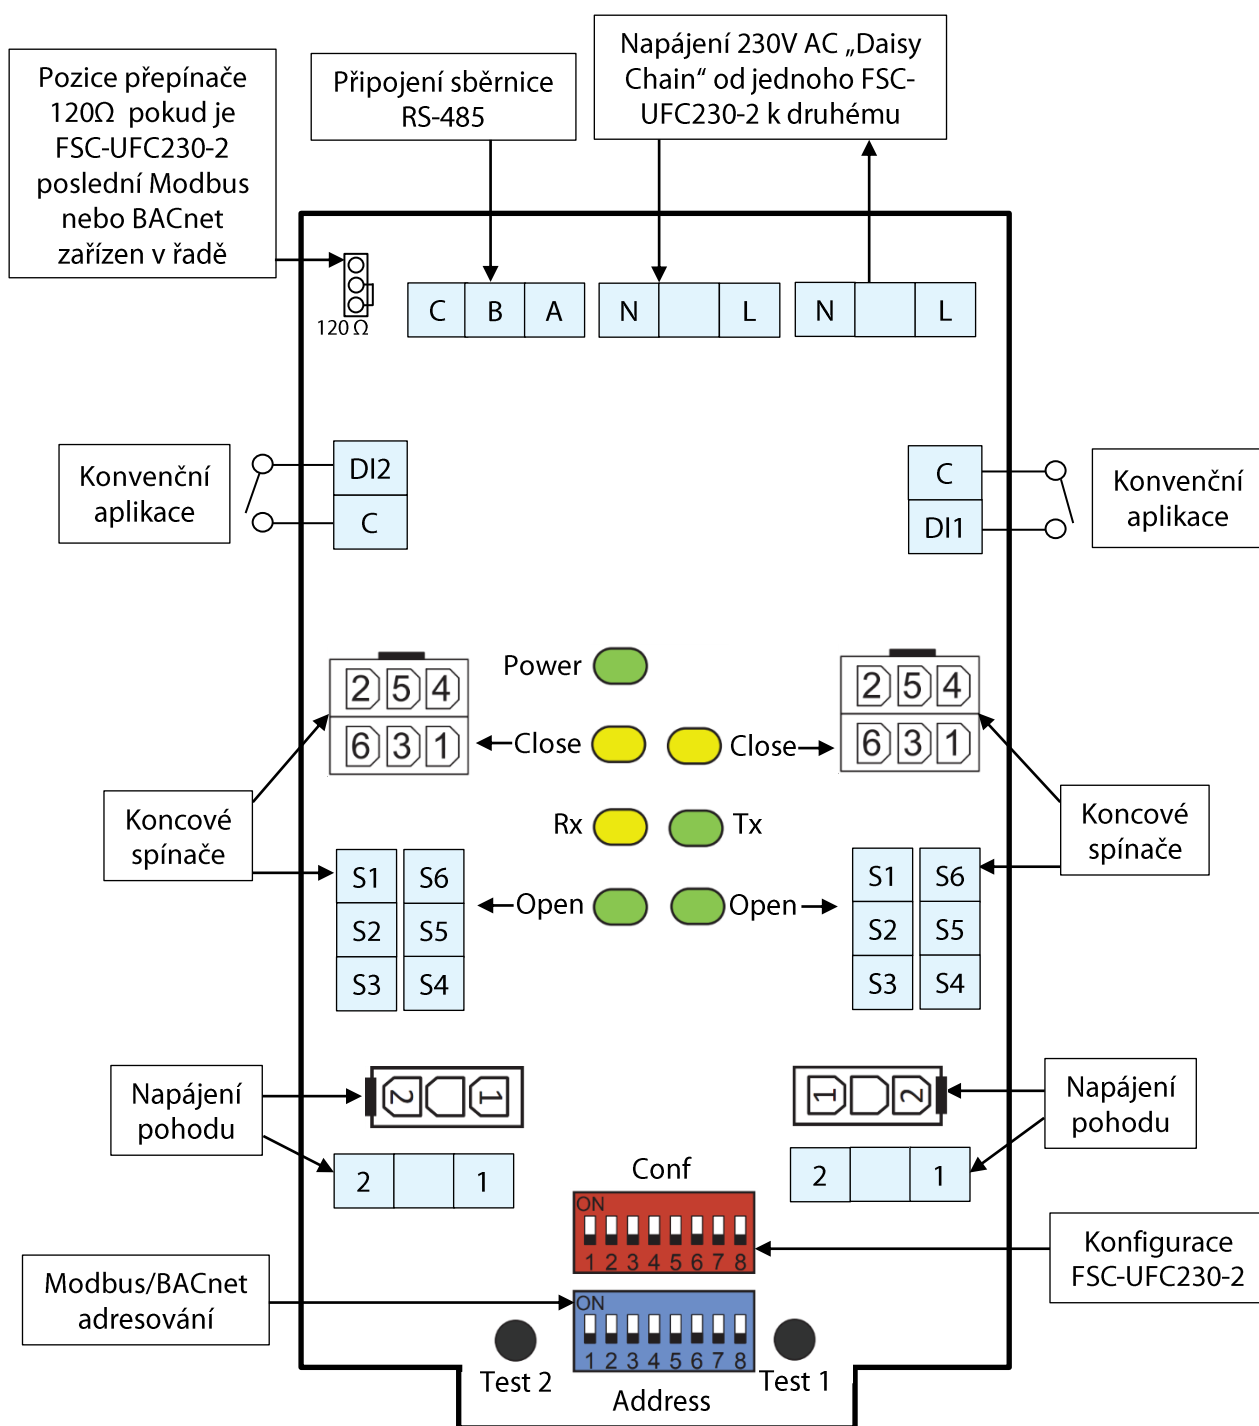 Pozice přepínače
120Ω pokud je
FSC-UFC230-2
poslední Modbus
nebo BACnet
zařízen v řadě
Připojení sběrnice
RS-485
Napájení 230V AC „Daisy
Chain“ od jednoho FSC-
UFC230-2 k druhému
120 Ω
C B A
N L
N L
Konvenční
aplikace
DI2
C
C
DI1
Konvenční
aplikace
2 5 4
6 3 1
Power
Close
Close
Rx
Tx
Open
Open
2 5 4
6 3 1
Koncové
spínače
Koncové
spínače
S1 S6
S2 S5
S3 S4
S1 S6
S2 S5
S3 S4
Napájení
pohodu
2 1
2 1
1 2
2 1
Napájení
pohodu
Conf
ON
1 2 3 4 5 6 7 8
Konfigurace
FSC-UFC230-2
Modbus/BACnet
adresování
ON
1 2 3 4 5 6 7 8
Test 2
Test 1
Address